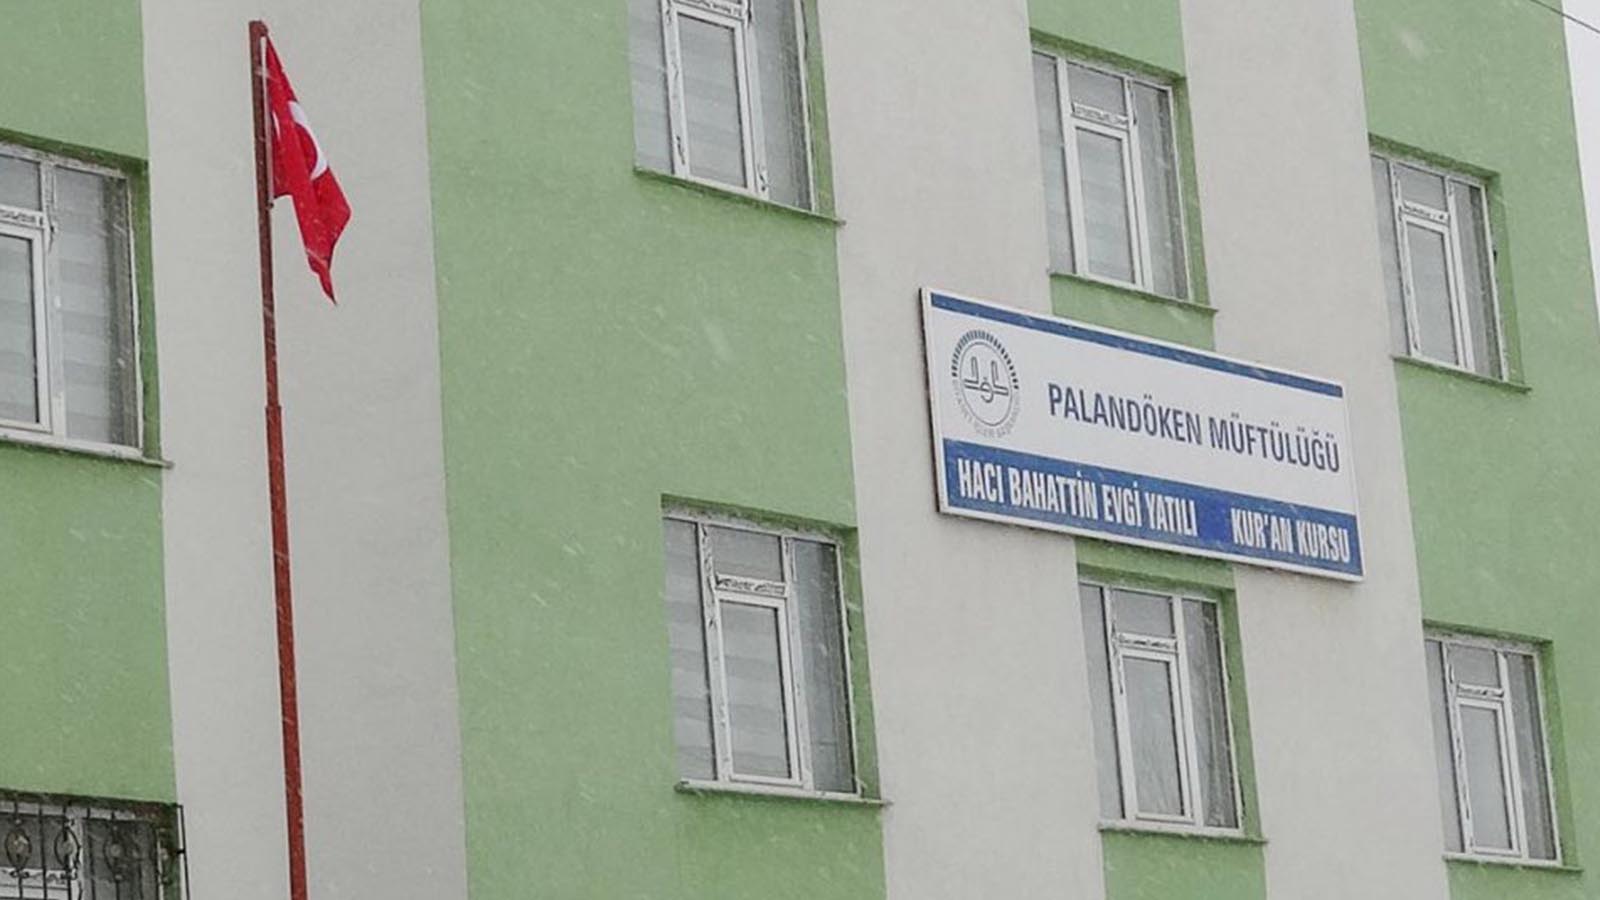 PALANDÖKEN MÜFTÜLÜĞÜ
HACI BAHATTİN EVGİ YATILI KUR'AN KURSU